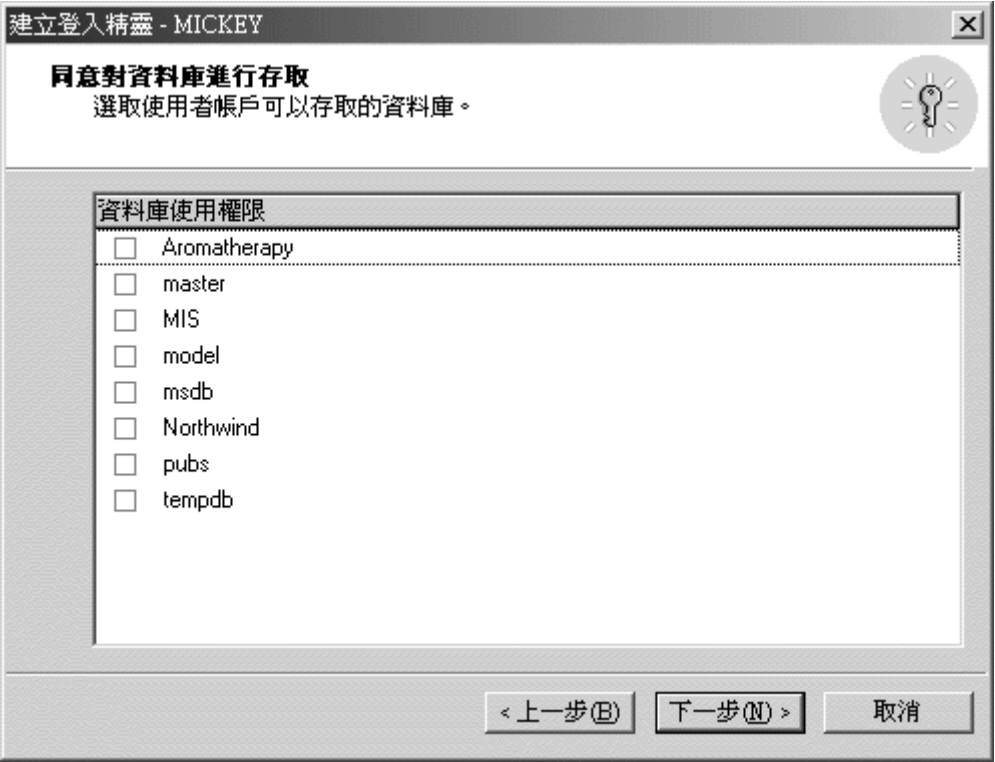 建立登入精靈 - MICKEY
同意對資料庫進行存取
選取使用者帳戶可以存取的資料庫。
資料庫使用權限
Aromatherapy
master
MIS
model
msdb
Northwind
pubs
tempdb
<上一步(B) 下一步(N)> 取消